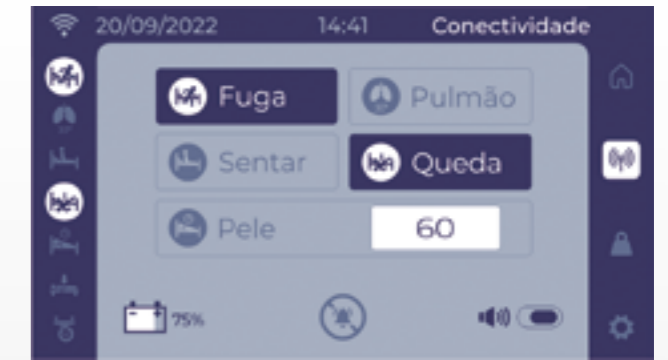 20/09/2022 14:41 Conectividade
Fuga Pulmão
Sentar Queda
Pele 60
75%